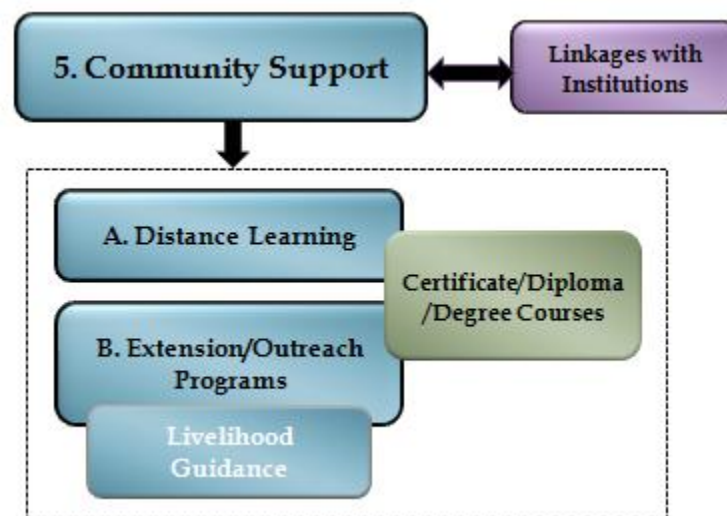 5. Community Support
Linkages with
Institutions
A. Distance Learning
Certificate/Diploma
/Degree Courses
B. Extension/Outreach
Programs
Livelihood
Guidance